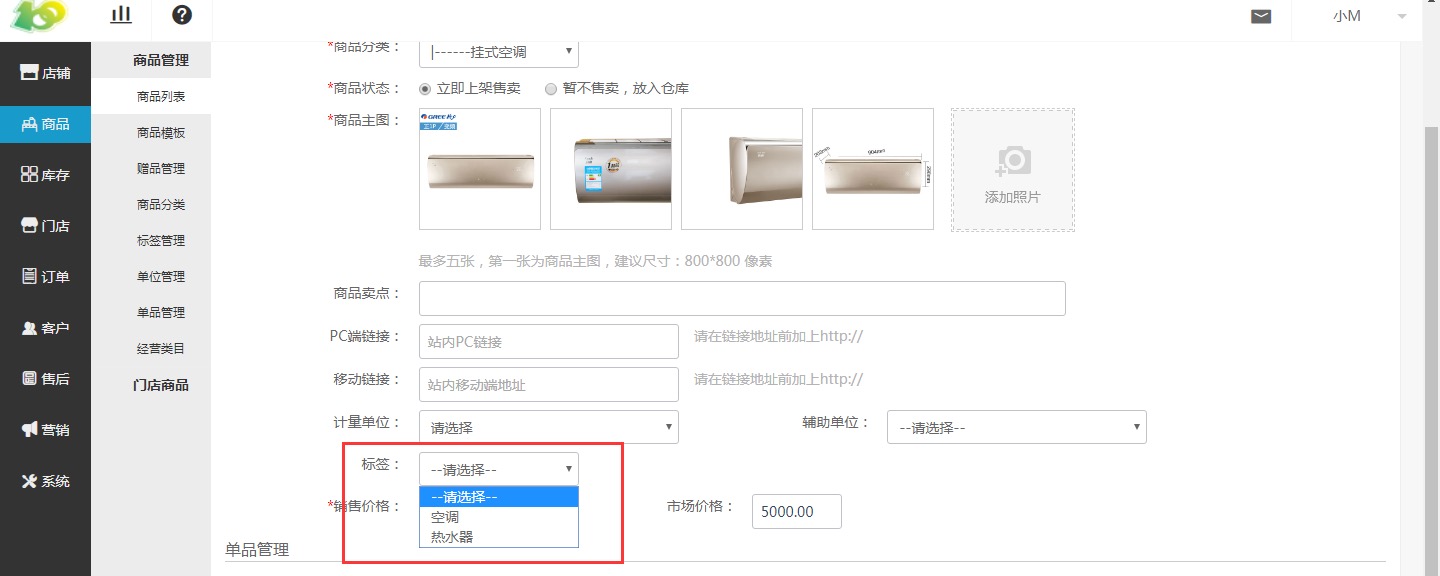 小M
店铺
商品
库存
门店
订单
客户
售后
营销
系统
商品管理
商品列表
商品模板
赠品管理
商品分类
标签管理
单位管理
单品管理
经营类目
门店商品
*商品分类： |------挂式空调
*商品状态： 立即上架售卖 暂不售卖，放入仓库
*商品主图：
GREE
正1P / 变频
904mm
添加照片
最多五张，第一张为商品主图，建议尺寸：800*800 像素
商品卖点：
PC端链接： 站内PC链接 请在链接地址前加上http://
移动链接： 站内移动端地址 请在链接地址前加上http://
计量单位： 请选择 辅助单位： --请选择--
标签： --请选择--
--请选择--
空调
热水器
*销售价格： 市场价格： 5000.00
单品管理